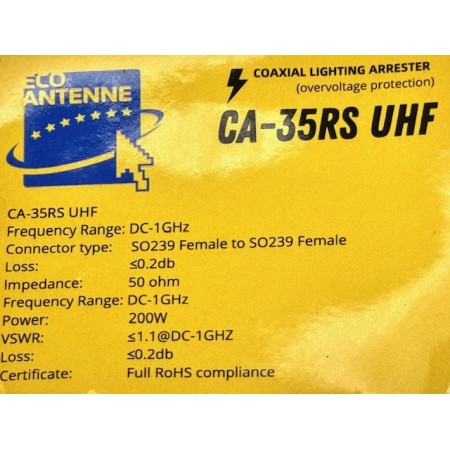 ECO
ANTENNE
COAXIAL LIGHTING ARRESTER
(overvoltage protection)
CA-35RS UHF
CA-35RS UHF
Frequency Range: DC-1GHz
Connector type: SO239 Female to SO239 Female
Loss: ≤0.2db
Impedance: 50 ohm
Frequency Range: DC-1GHz
Power: 200W
VSWR: ≤1.1@DC-1GHZ
Loss: ≤0.2db
Certificate: Full RoHS compliance